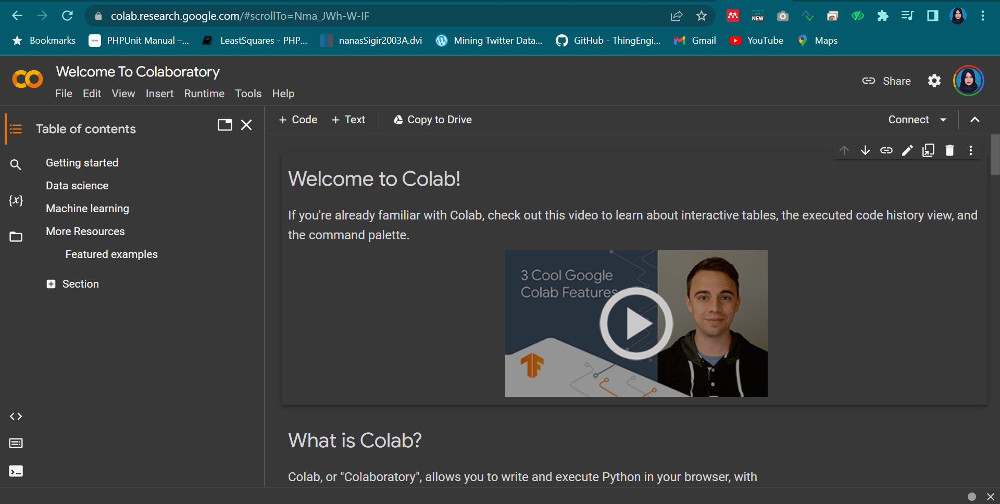 colab.research.google.com/#scrollTo=Nma_JWh-W-IF
NEW
Bookmarks PHPUnit Manual –... LeastSquares - PHP... nanasSigir2003A.dvi Mining Twitter Data... GitHub - ThingEngi... Gmail YouTube Maps
Welcome To Colaboratory
File Edit View Insert Runtime Tools Help
Share
Table of contents
+ Code + Text Copy to Drive
Connect
Getting started
Data science
{x}
Machine learning
More Resources
Featured examples
Section
Welcome to Colab!
If you're already familiar with Colab, check out this video to learn about interactive tables, the executed code history view, and
the command palette.
3 Cool Google
Colab Features
What is Colab?
Colab, or "Colaboratory", allows you to write and execute Python in your browser, with